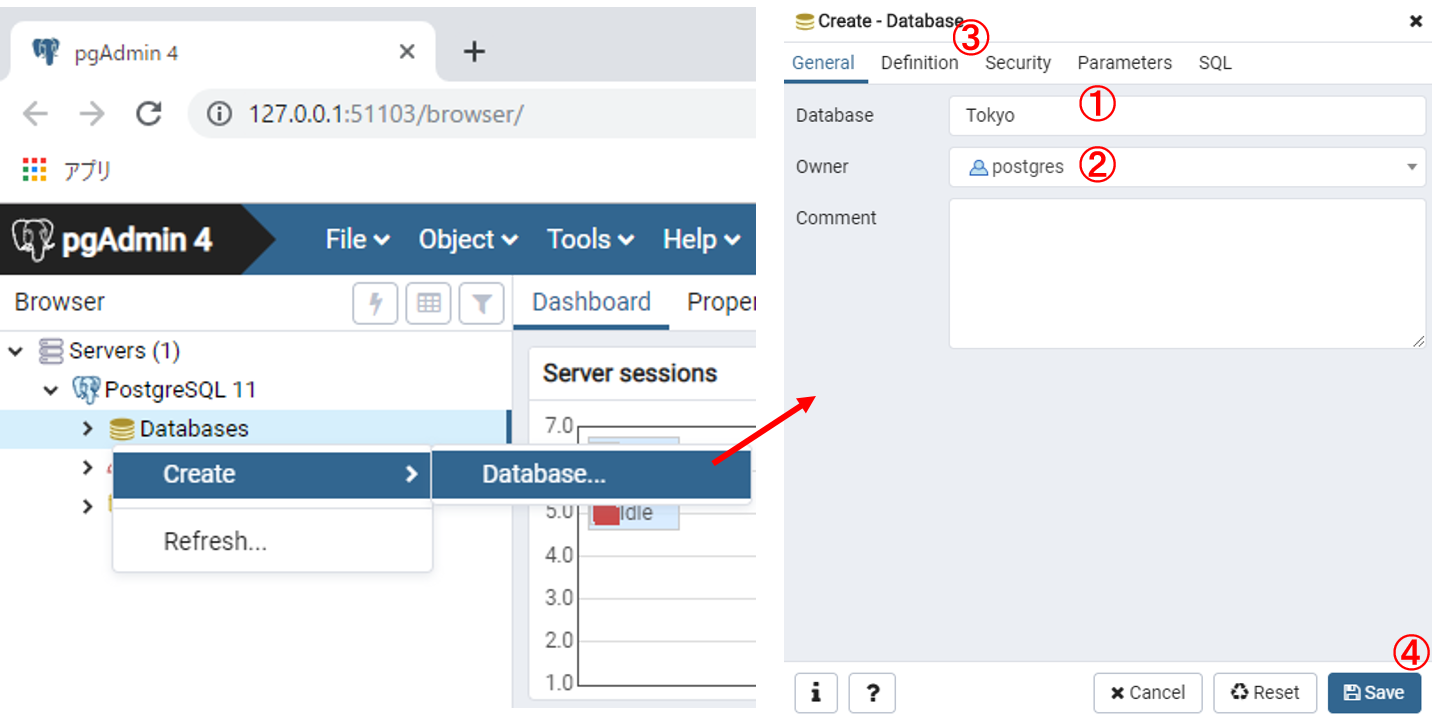 pgAdmin 4
127.0.0.1:51103/browser/
アプリ
pgAdmin 4 File Object Tools Help
Browser
Dashboard Proper
Servers (1)
PostgreSQL 11
Databases
Create
Database...
Refresh...
Server sessions
7.0
5.0
Idle
4.0
3.0
2.0
1.0
Create - Database
③
General Definition Security Parameters SQL
Database Tokyo ①
Owner postgres ②
Comment
④
i ? Cancel Reset Save